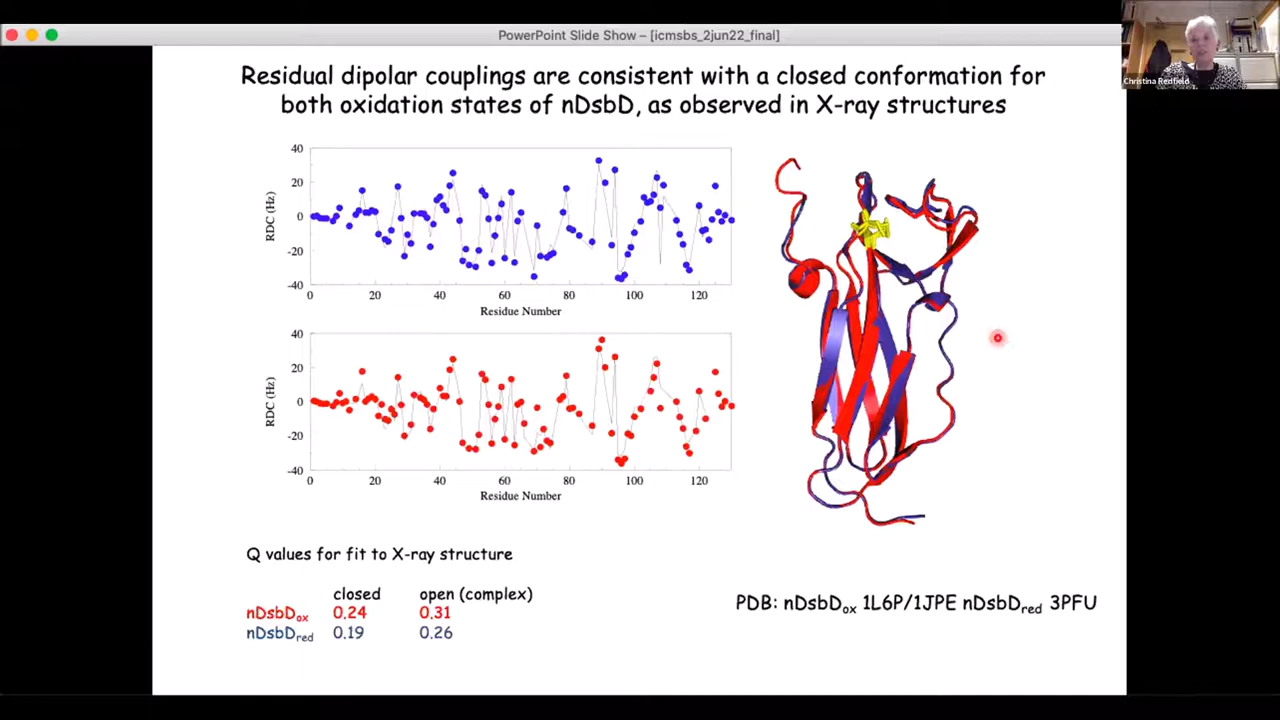 PowerPoint Slide Show – [icmsbs_2jun22_final]
Christina Redfield
Residual dipolar couplings are consistent with a closed conformation for
both oxidation states of nDsbD, as observed in X-ray structures
40
20
0
-20
-40
RDC (Hz)
0 20 40 60 80 100 120
Residue Number
40
20
0
-20
-40
RDC (Hz)
0 20 40 60 80 100 120
Residue Number
Q values for fit to X-ray structure
closed open (complex)
nDsbDox 0.24 0.31
nDsbDred 0.19 0.26
PDB: nDsbDox 1L6P/1JPE nDsbDred 3PFU